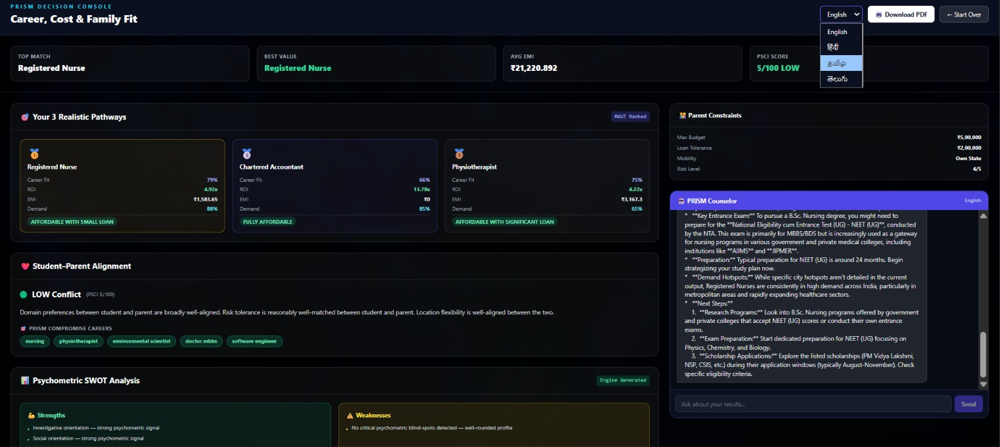 PRISM DECISION CONSOLE
Career, Cost & Family Fit
English
Download PDF
← Start Over
English
हिंदी
தமிழ்
తెలుగు
TOP MATCH
Registered Nurse
BEST VALUE
Registered Nurse
AVG EMI
₹21,220.892
PSCI SCORE
5/100 LOW
Your 3 Realistic Pathways
MAUT Ranked
1
Registered Nurse
Career Fit 79%
ROI 4.92x
EMI ₹1,583.65
Demand 88%
AFFORDABLE WITH SMALL LOAN
2
Chartered Accountant
Career Fit 66%
ROI 13.78x
EMI ₹0
Demand 85%
FULLY AFFORDABLE
3
Physiotherapist
Career Fit 75%
ROI 4.22x
EMI ₹3,167.3
Demand 65%
AFFORDABLE WITH SIGNIFICANT LOAN
Student–Parent Alignment
LOW Conflict (PSCI 5/100)
Domain preferences between student and parent are broadly well-aligned. Risk tolerance is reasonably well-matched between student and parent. Location flexibility is well-aligned between the two.
PRISM COMPROMISE CAREERS
nursing
physiotherapist
environmental scientist
doctor mbbs
software engineer
Psychometric SWOT Analysis
Engine Generated
Strengths
• Investigative orientation — strong psychometric signal
• Social orientation — strong psychometric signal
Weaknesses
• No critical psychometric blind-spots detected — well-rounded profile
Parent Constraints
Max Budget ₹5,00,000
Loan Tolerance ₹2,00,000
Mobility Own State
Risk Level 4/5
PRISM Counselor
English
* **Key Entrance Exam:** To pursue a B.Sc. Nursing degree, you might need to
prepare for the **National Eligibility cum Entrance Test (UG) - NEET (UG)**, conducted
by the NTA. This exam is primarily for MBBS/BDS but is increasingly used as a gateway
for nursing programs in various government and private medical colleges, including
institutions like **AIIMS** and **JIPMER**.
* **Preparation:** Typical preparation for NEET (UG) is around 24 months. Begin
strategizing your study plan now.
* **Demand Hotspots:** While specific city hotspots aren't detailed in the current
output, Registered Nurses are consistently in high demand across India, particularly in
metropolitan areas and rapidly expanding healthcare sectors.
* **Next Steps:**
1. **Research Programs:** Look into B.Sc. Nursing programs offered by government
and private colleges that accept NEET (UG) scores or conduct their own entrance
exams.
2. **Exam Preparation:** Start dedicated preparation for NEET (UG) focusing on
Physics, Chemistry, and Biology.
3. **Scholarship Applications:** Explore the listed scholarships (PM Vidya Lakshmi,
NSP, CSIS, etc.) during their application windows (typically August-November). Check
specific eligibility criteria.
Ask about your results...
Send